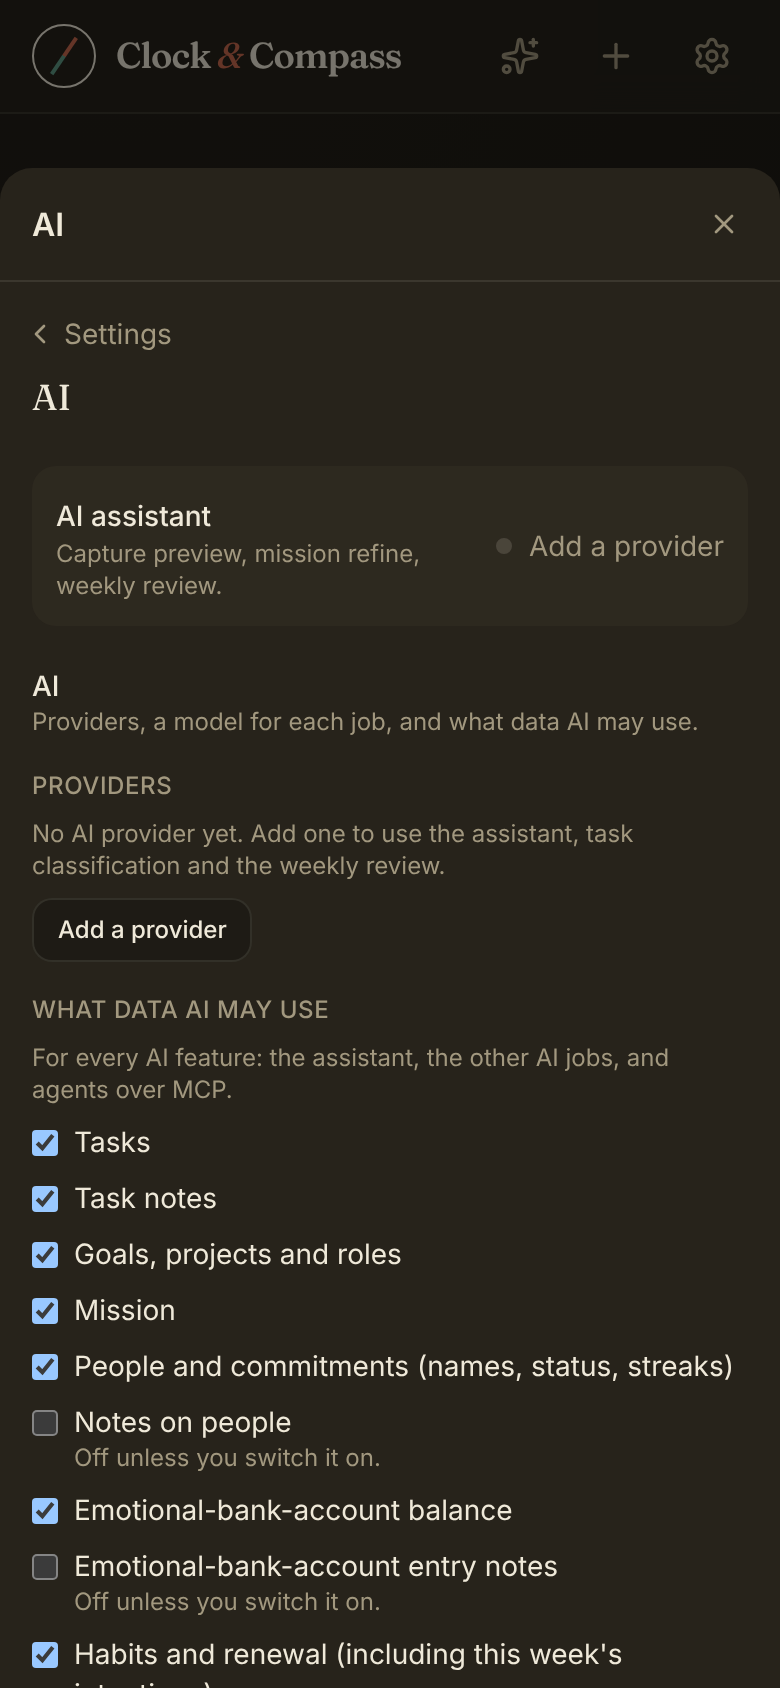 Clock & Compass
AI
Settings
AI
AI assistant
Capture preview, mission refine,
weekly review.
Add a provider
AI
Providers, a model for each job, and what data AI may use.
PROVIDERS
No AI provider yet. Add one to use the assistant, task
classification and the weekly review.
Add a provider
WHAT DATA AI MAY USE
For every AI feature: the assistant, the other AI jobs, and
agents over MCP.
Tasks
Task notes
Goals, projects and roles
Mission
People and commitments (names, status, streaks)
Notes on people
Off unless you switch it on.
Emotional-bank-account balance
Emotional-bank-account entry notes
Off unless you switch it on.
Habits and renewal (including this week's